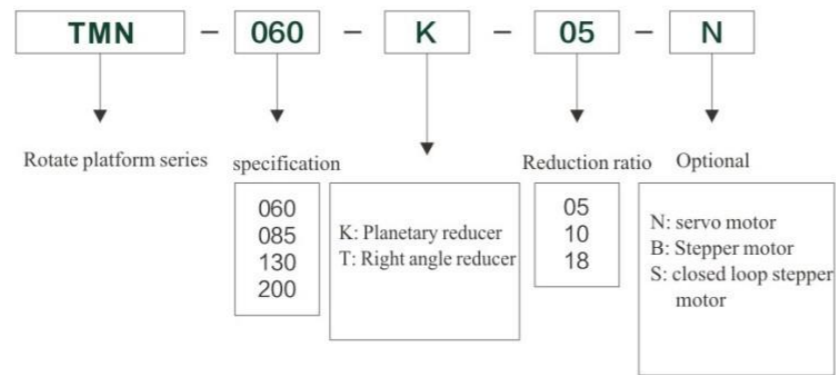 TMN - 060 - K - 05 - N
Rotate platform series
specification
060
085
130
200
K: Planetary reducer
T: Right angle reducer
Reduction ratio
05
10
18
Optional
N: servo motor
B: Stepper motor
S: closed loop stepper
motor